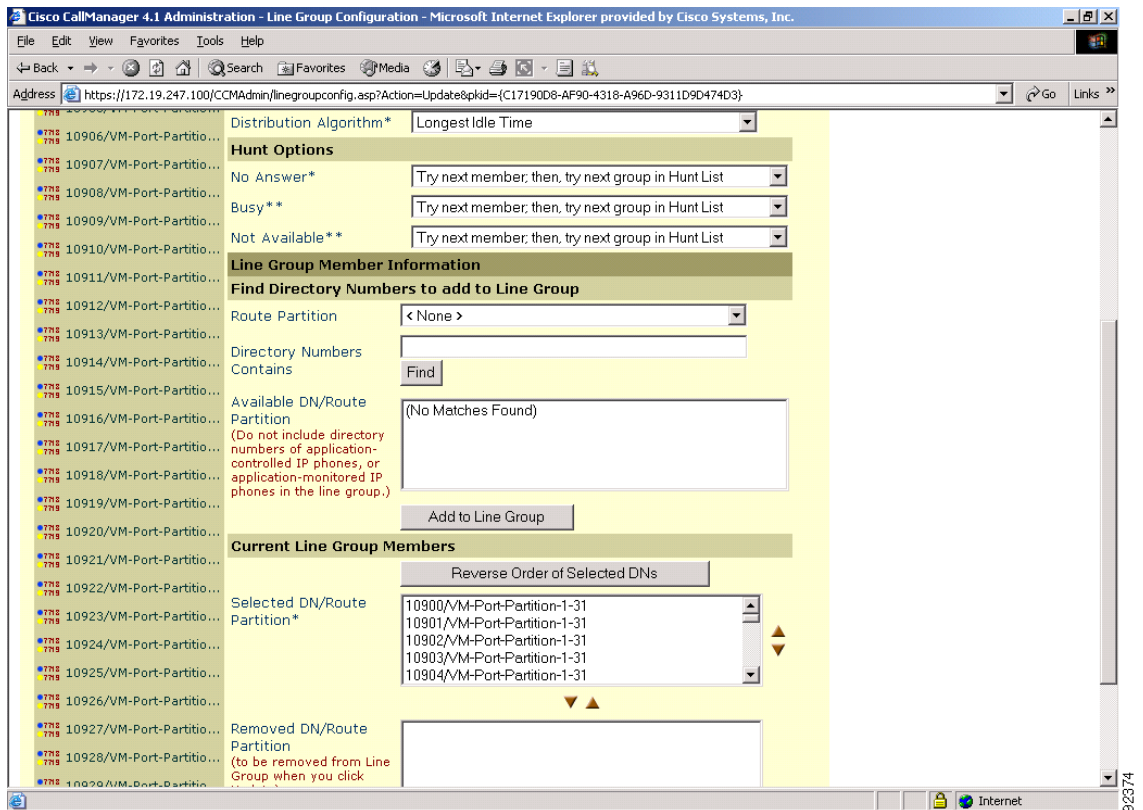 Cisco CallManager 4.1 Administration - Line Group Configuration - Microsoft Internet Explorer provided by Cisco Systems, Inc.
File Edit View Favorites Tools Help
Back Search Favorites Media
Address https://172.19.247.100/CCMAdmin/linegroupconfig.asp?Action=Update&pkid={C17190D8-AF90-4318-A96D-9311D9D474D3} Go Links »
10906/VM-Port-Partitio...
10907/VM-Port-Partitio...
10908/VM-Port-Partitio...
10909/VM-Port-Partitio...
10910/VM-Port-Partitio...
10911/VM-Port-Partitio...
10912/VM-Port-Partitio...
10913/VM-Port-Partitio...
10914/VM-Port-Partitio...
10915/VM-Port-Partitio...
10916/VM-Port-Partitio...
10917/VM-Port-Partitio...
10918/VM-Port-Partitio...
10919/VM-Port-Partitio...
10920/VM-Port-Partitio...
10921/VM-Port-Partitio...
10922/VM-Port-Partitio...
10923/VM-Port-Partitio...
10924/VM-Port-Partitio...
10925/VM-Port-Partitio...
10926/VM-Port-Partitio...
10927/VM-Port-Partitio...
10928/VM-Port-Partitio...
10929/VM-Port-Partitio...
Distribution Algorithm* Longest Idle Time
Hunt Options
No Answer* Try next member; then, try next group in Hunt List
Busy** Try next member; then, try next group in Hunt List
Not Available** Try next member; then, try next group in Hunt List
Line Group Member Information
Find Directory Numbers to add to Line Group
Route Partition < None >
Directory Numbers
Contains
Find
Available DN/Route
Partition
(Do not include directory
numbers of application-
controlled IP phones, or
application-monitored IP
phones in the line group.)
(No Matches Found)
Add to Line Group
Current Line Group Members
Reverse Order of Selected DNs
Selected DN/Route
Partition*
10900/VM-Port-Partition-1-31
10901/VM-Port-Partition-1-31
10902/VM-Port-Partition-1-31
10903/VM-Port-Partition-1-31
10904/VM-Port-Partition-1-31
Removed DN/Route
Partition
(to be removed from Line
Group when you click
Internet
92374